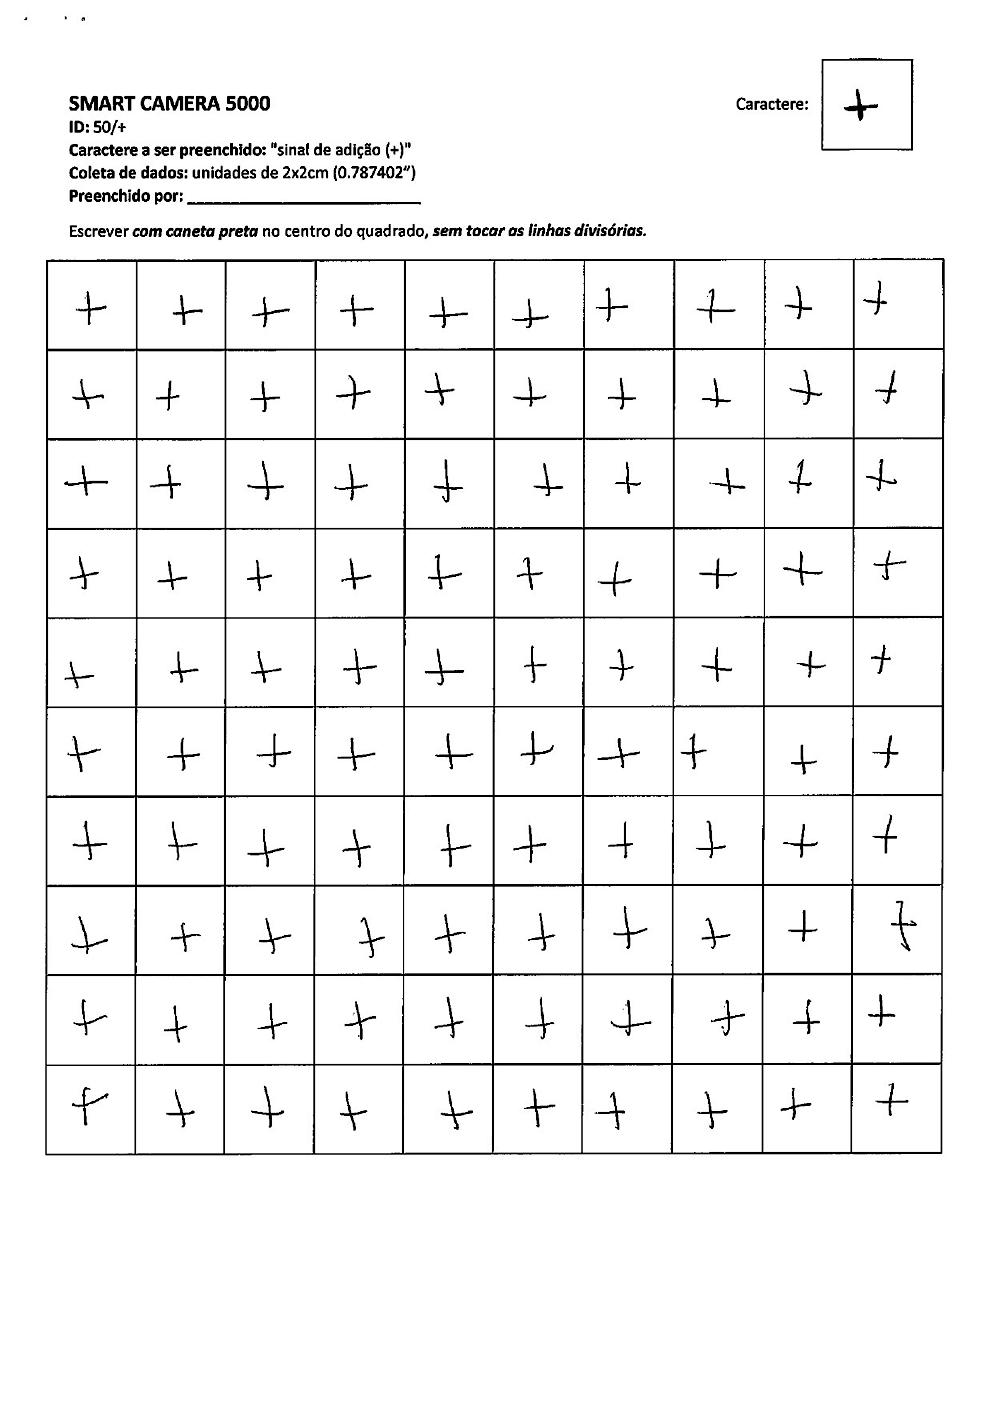 SMART CAMERA 5000
Caractere: +
ID: 50/+
Caractere a ser preenchido: "sinal de adição (+)"
Coleta de dados: unidades de 2x2cm (0.787402")
Preenchido por: ________________________
Escrever com caneta preta no centro do quadrado, sem tocar as linhas divisórias.
+ + + + + + + + + +
+ + + + + + + + + +
+ + + + + + + + + +
+ + + + + + + + + +
+ + + + + + + + + +
+ + + + + + + + + +
+ + + + + + + + + +
+ + + + + + + + + +
+ + + + + + + + + +
+ + + + + + + + + +